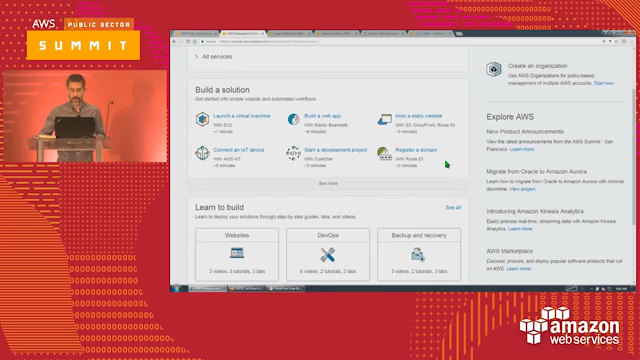 AWS
PUBLIC SECTOR
SUMMIT
All services
Build a solution
Get started with simple wizards and automated workflows.
Launch a virtual machine
With EC2
~1 minute
Build a web app
With Elastic Beanstalk
~6 minutes
Host a static website
With S3, CloudFront, Route 53
~5 minutes
Connect an IoT device
With AWS IoT
~5 minutes
Start a development project
With CodeStar
~5 minutes
Register a domain
With Route 53
~3 minutes
See more
Learn to build
See all
Learn to deploy your solutions through step-by-step guides, labs, and videos.
Websites
3 videos, 3 tutorials, 3 labs
DevOps
6 videos, 2 tutorials, 3 labs
Backup and recovery
3 videos, 2 tutorials, 3 labs
Create an organization
Use AWS Organizations for policy-based
management of multiple AWS accounts. Start now
Explore AWS
New Product Announcements
View the latest announcements from the AWS Summit - San
Francisco. Learn more.
Migrate from Oracle to Amazon Aurora
Learn how to migrate from Oracle to Amazon Aurora with minimal
downtime. View project
Introducing Amazon Kinesis Analytics
Easily process real-time, streaming data with Amazon Kinesis
Analytics. Learn more.
AWS Marketplace
Discover, procure, and deploy popular software products that run
on AWS. Learn more
amazon
web services